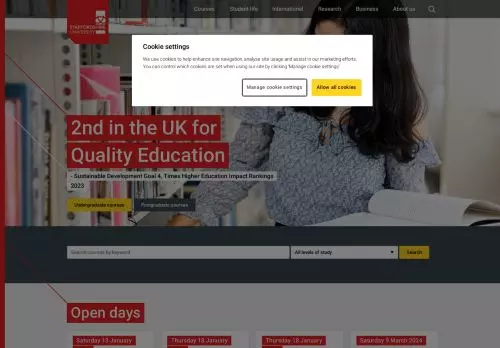 Courses Student life International Research Business About us
STAFFORDSHIRE
UNIVERSITY
Cookie settings
We use cookies to help enhance site navigation, analyse site usage and assist in our marketing efforts.
You can control which cookies are set when using our site by clicking 'Manage cookie settings'
Manage cookie settings Allow all cookies
2nd in the UK for
Quality Education
- Sustainable Development Goal 4, Times Higher Education Impact Rankings
2023
Undergraduate courses Postgraduate courses
Search courses by keyword All levels of study Search
Open days
Saturday 13 January Thursday 18 January Thursday 18 January Saturday 9 March 2024